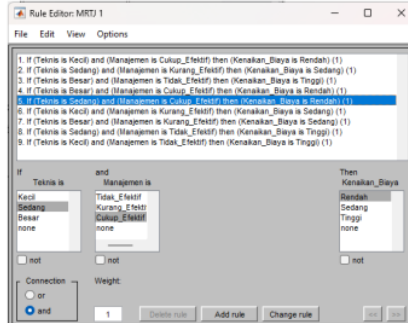 Rule Editor: MRTJ 1
File Edit View Options
1. If (Teknis is Kecil) and (Manajemen is Cukup_Efektif) then (Kenaikan_Biaya is Rendah) (1)
2. If (Teknis is Sedang) and (Manajemen is Kurang_Efektif) then (Kenaikan_Biaya is Sedang) (1)
3. If (Teknis is Besar) and (Manajemen is Tidak_Efektif) then (Kenaikan_Biaya is Tinggi) (1)
4. If (Teknis is Besar) and (Manajemen is Cukup_Efektif) then (Kenaikan_Biaya is Rendah) (1)
5. If (Teknis is Sedang) and (Manajemen is Cukup_Efektif) then (Kenaikan_Biaya is Rendah) (1)
6. If (Teknis is Kecil) and (Manajemen is Kurang_Efektif) then (Kenaikan_Biaya is Sedang) (1)
7. If (Teknis is Besar) and (Manajemen is Kurang_Efektif) then (Kenaikan_Biaya is Sedang) (1)
8. If (Teknis is Sedang) and (Manajemen is Tidak_Efektif) then (Kenaikan_Biaya is Tinggi) (1)
9. If (Teknis is Kecil) and (Manajemen is Tidak_Efektif) then (Kenaikan_Biaya is Tinggi) (1)
If and Then
Teknis is Manajemen is Kenaikan_Biaya is
Kecil Tidak_Efektif Rendah
Sedang Kurang_Efekti Sedang
Besar Cukup_Efektif Tinggi
none none none
not not not
Connection Weight:
or
and 1 Delete rule Add rule Change rule << >>